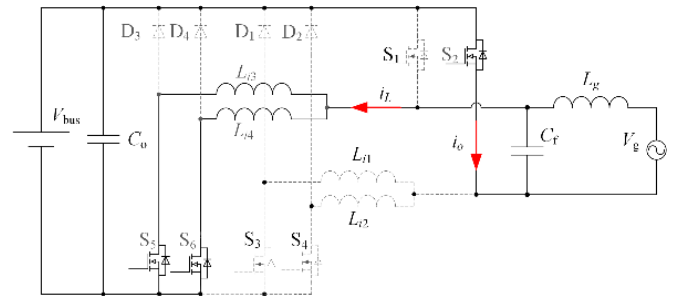 D3 D4 D1 D2
S1 S2
Li3
Lg
iL
Vbus Co Li4 io Cf Vg
Li1
Li2
S5 S6 S3 S4